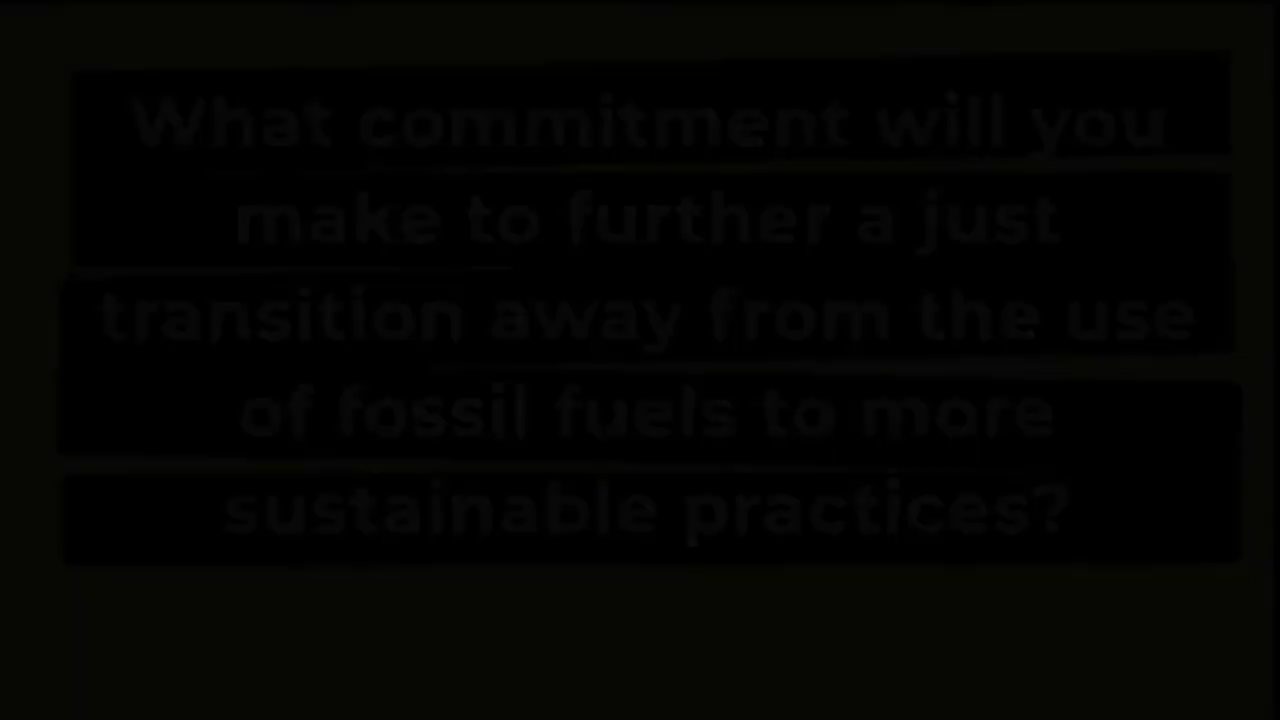 What commitment will you
make to further a just
transition away from the use
of fossil fuels to more
sustainable practices?